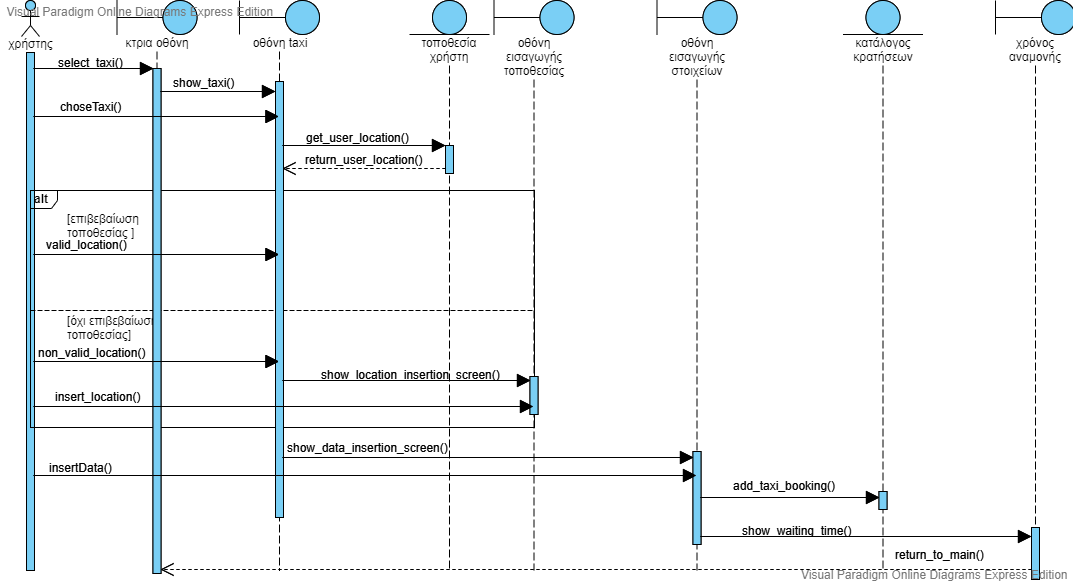 Visual Paradigm Online Diagrams Express Edition
χρήστης
κτρια οθόνη
οθόνη taxi
τοποθεσία
χρήστη
οθόνη
εισαγωγής
τοποθεσίας
οθόνη
εισαγωγής
στοιχείων
κατάλογος
κρατήσεων
χρόνος
αναμονής
select_taxi()
show_taxi()
choseTaxi()
get_user_location()
return_user_location()
alt
[επιβεβαίωση
τοποθεσίας ]
valid_location()
[όχι επιβεβαίωσι
τοποθεσίας]
non_valid_location()
show_location_insertion_screen()
insert_location()
show_data_insertion_screen()
insertData()
add_taxi_booking()
show_waiting_time()
return_to_main()
Visual Paradigm Online Diagrams Express Edition